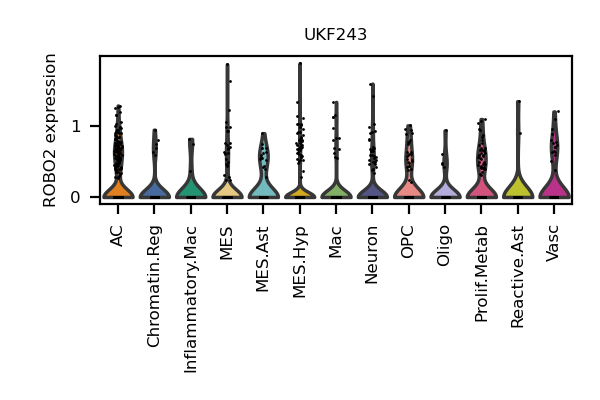 UKF243
ROBO2 expression
1
0
AC
Chromatin.Reg
Inflammatory.Mac
MES
MES.Ast
MES.Hyp
Mac
Neuron
OPC
Oligo
Prolif.Metab
Reactive.Ast
Vasc